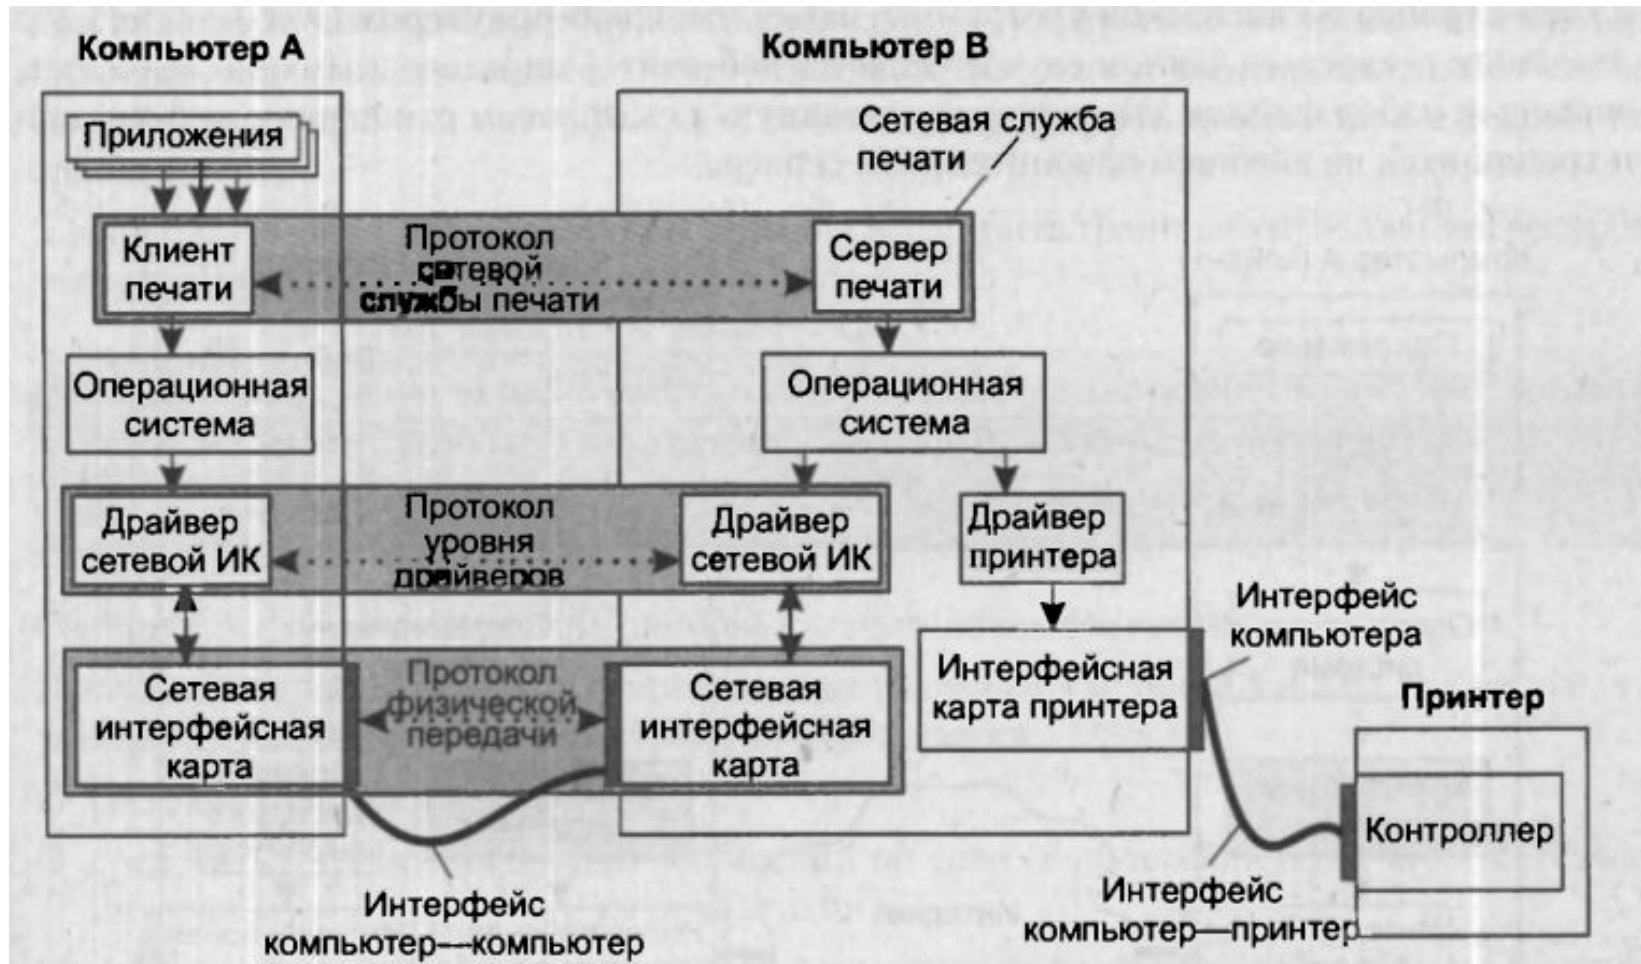 Компьютер А
Компьютер В
Приложения
Сетевая служба
печати
Клиент
печати
Протокол
сетевой
службы печати
Сервер
печати
Операционная
система
Операционная
система
Драйвер
сетевой ИК
Протокол
уровня
драйверов
Драйвер
сетевой ИК
Драйвер
принтера
Интерфейс
компьютера
Сетевая
интерфейсная
карта
Протокол
физической
передачи
Сетевая
интерфейсная
карта
Интерфейсная
карта принтера
Принтер
Контроллер
Интерфейс
компьютер—компьютер
Интерфейс
компьютер—принтер